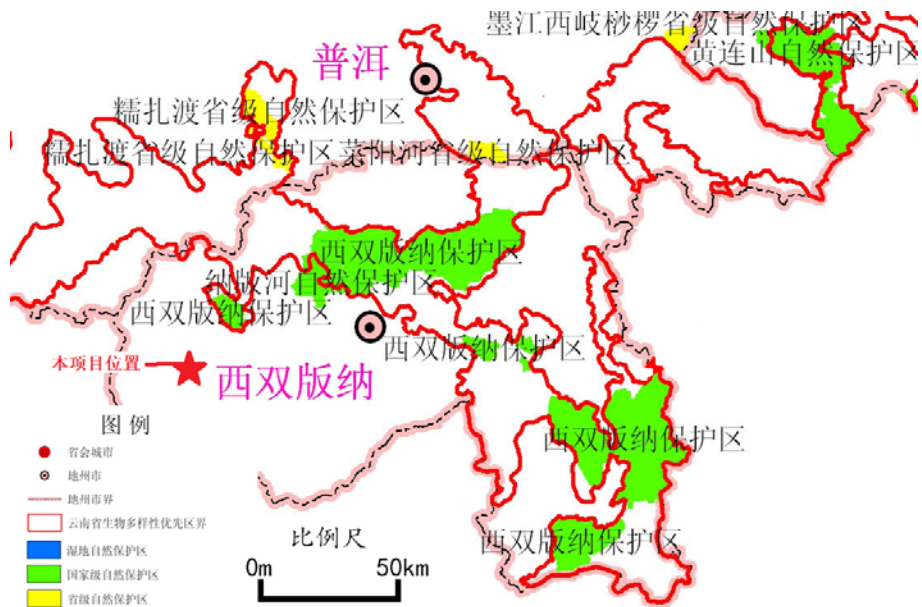 墨江西岐桫椤省级自然保护区
普洱
黄连山自然保护区
糯扎渡省级自然保护区
糯扎渡省级自然保护区
菜阳河省级自然保护区
西双版纳保护区
纳版河自然保护区
西双版纳保护区
西双版纳保护区
本项目位置
西双版纳
图例
西双版纳保护区
省会城市
地州市
地州市界
云南省生物多样性优先区界
比例尺
西双版纳保护区
湿地自然保护区
国家级自然保护区
0m
50km
省级自然保护区